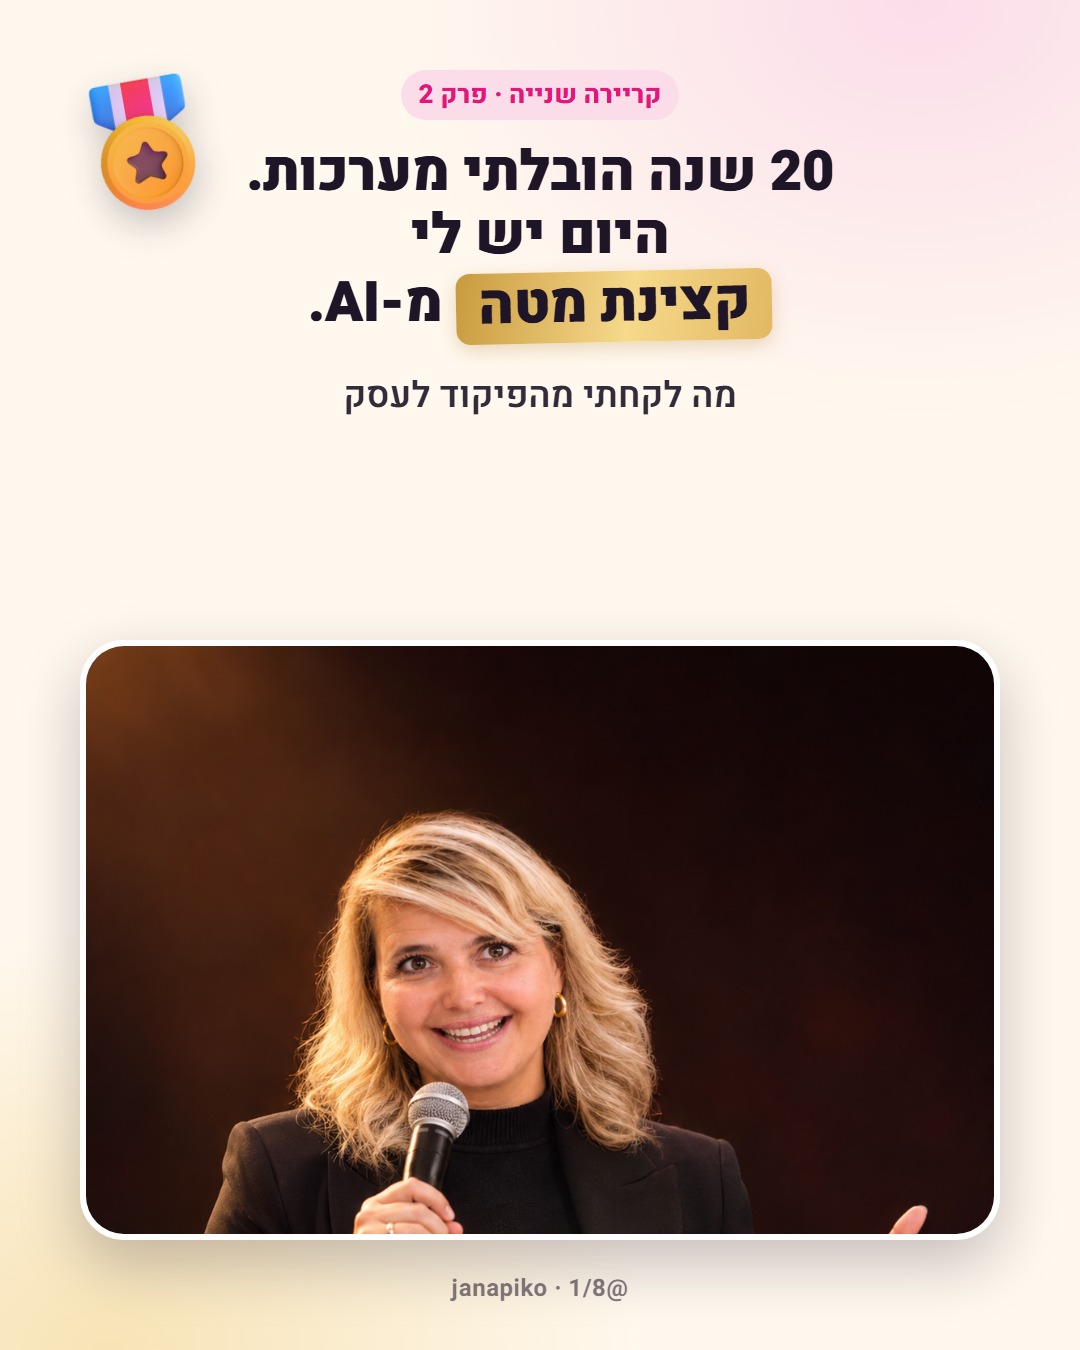 קריירה שנייה · פרק 2
20 שנה הובלתי מערכות.
היום יש לי
קצינת מטה מ-AI.
מה לקחתי מהפיקוד לעסק
janapiko · 1/8@